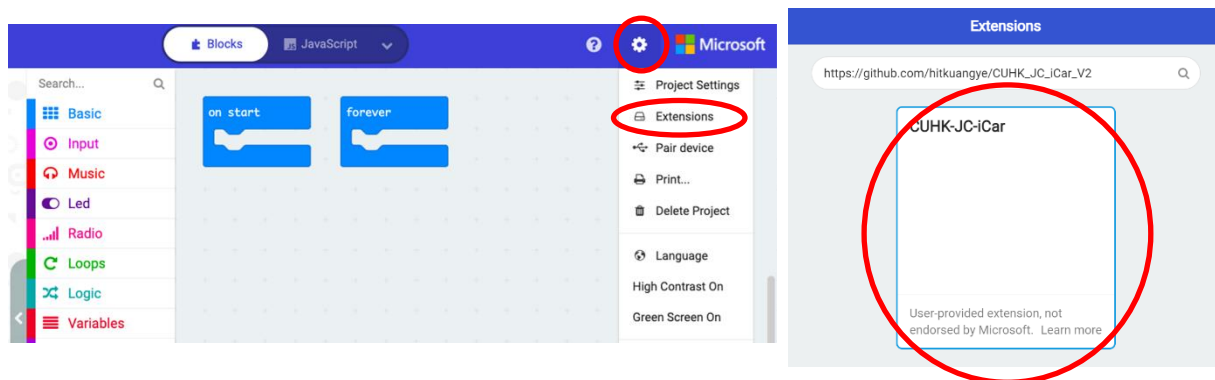 Blocks
JavaScript
Microsoft
Search...
Basic
Input
Music
Led
Radio
Loops
Logic
Variables
on start
forever
Project Settings
Extensions
Pair device
Print...
Delete Project
Language
High Contrast On
Green Screen On
Extensions
https://github.com/hitkuangye/CUHK_JC_iCar_V2
CUHK-JC-iCar
User-provided extension, not
endorsed by Microsoft. Learn more